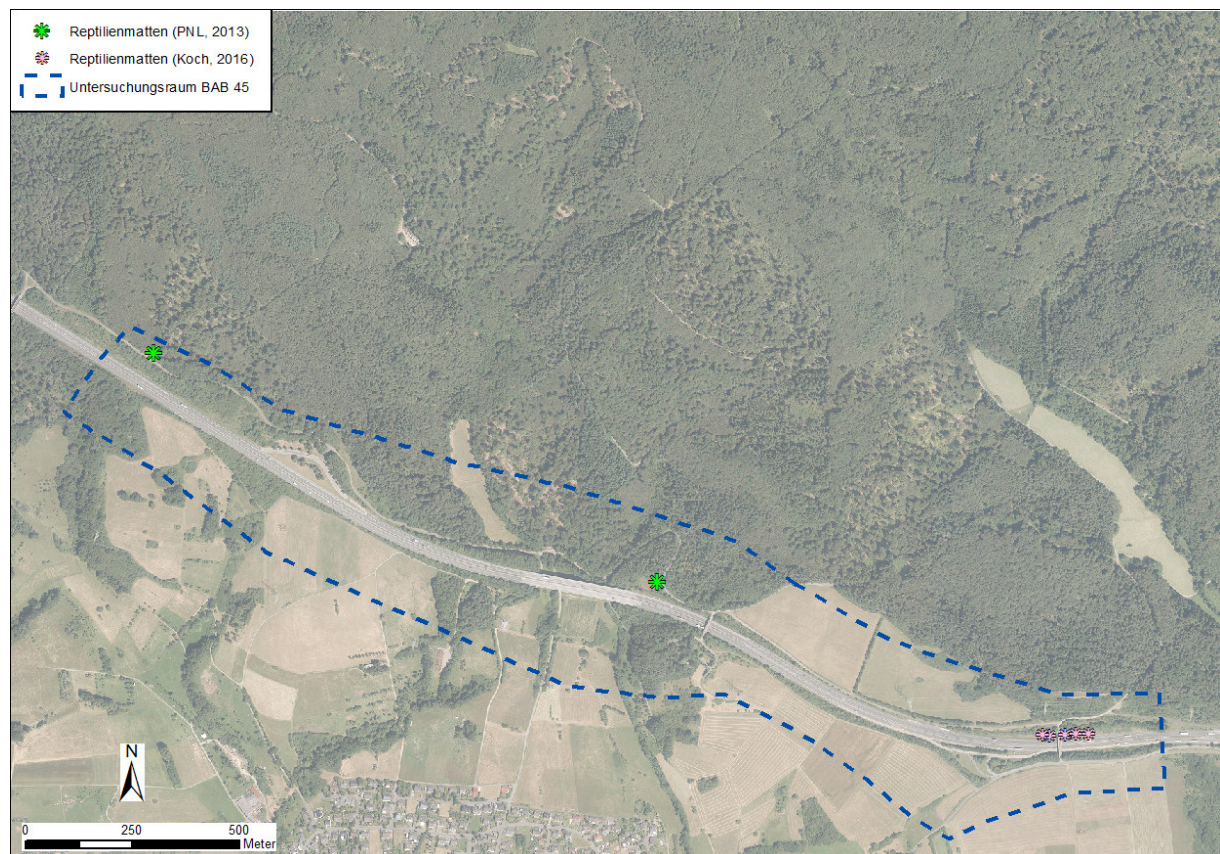 Reptilienmatten (PNL, 2013)
Reptilienmatten (Koch, 2016)
Untersuchungsraum BAB 45
N
0 250 500
Meter